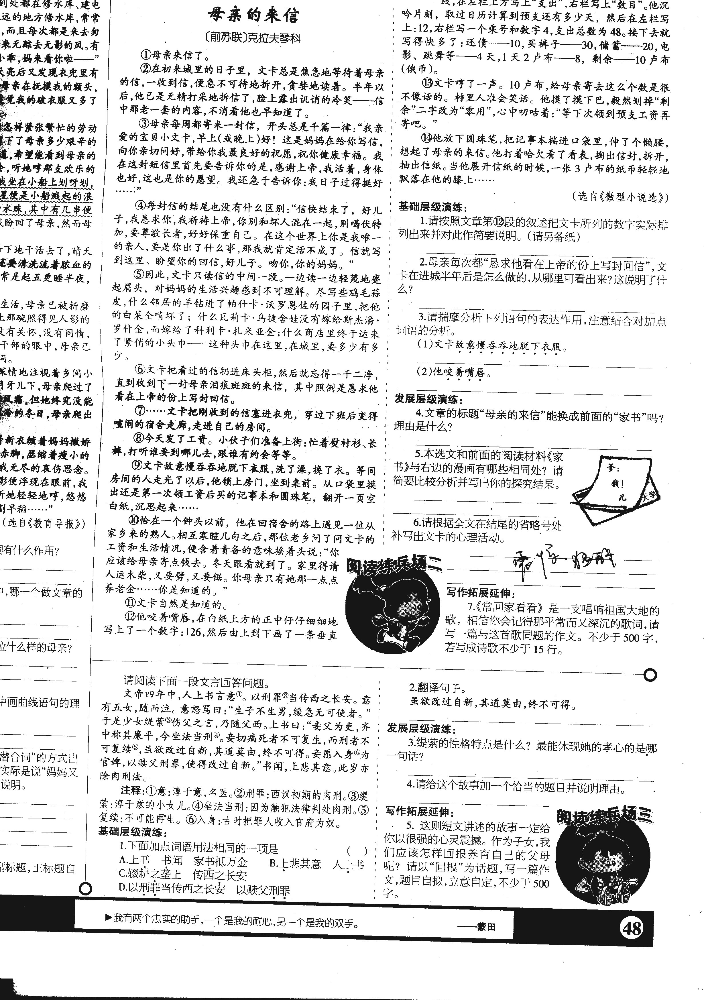 到处都在修水库、建电
远的地方修水库,常常
,而且每次都是来去匆
来无踪去无影的风。有
小乖,妈来看你啦——”
天亮后又发现衣兜里有
母亲在抚摸我的额头,
觉我的破衣服又多了
怎样紧张繁忙的劳动
下了母亲多少艰辛的
道,希望能看到母亲的
会,听她哼那支欢乐的
我坐在小船上划呀划,
星便是小船溅起的浪
水珠,其中有几串便
盼回了母亲,然而母
下地干活去了,晴天
还要清洗流着脓血的
常是起五更睡半夜,
生活,母亲已被折磨
上那碗照得见人影的
没有关怀,没有同情,
干部的眼中,母亲已
词。
深情地注视着乡间小
月牙儿下,母亲爬过了
风霜,但她终究没能
冷的冬日,母亲爬出
新衣缠着妈妈撒娇
赤脚,瑟缩着瘦小的
我无尽的哀伤思念。
影便浮现在眼前,我
听她轻轻地哼,悠悠
割早稻……”
(选自《教育导报》)
词有什么作用?
中,哪一个做文章的
位什么样的母亲?
中画曲线语句的理
潜台词”的方式出
实际是说“妈妈又
说明。
副标题,正标题自
母亲的来信
〔前苏联〕克拉夫琴科
①母亲来信了。
②在初来城里的日子里，文卡总是焦急地等待着母亲
的信,一收到信,便急不可待地拆开,贪婪地读着。半年以
后,他已是无精打采地拆信了,脸上露出讥诮的冷笑——信
中那老一套的内容,不消看他也早知道了。
③母亲每周都寄来一封信，开头总是千篇一律:“我亲
爱的宝贝小文卡,早上(或晚上)好! 这是妈妈在给你写信,
向你亲切问好,带给你我最良好的祝愿,祝你健康幸福。我
在这封短信里首先要告诉你的是,感谢上帝,我活着,身体
也好,这也是你的愿望。我还急于告诉你:我日子过得挺好
……”
④每封信的结尾也没有什么区别:“信快结束了，好儿
子,我恳求你,我祈祷上帝,你别和坏人混在一起,别喝伏特
加,要尊敬长者,好好保重自己。在这个世界上你是我唯一
的亲人,要是你出了什么事,那我就肯定活不成了。信就写
到这里。盼望你的回信,好儿子。吻你,你的妈妈。”
⑤因此,文卡只读信的中间一段。一边读一边轻蔑地蹙
起眉头，对妈妈的生活兴趣感到不可理解。尽写些鸡毛蒜
皮,什么邻居的羊钻进了帕什卡·沃罗恩佐的园子里,把他
的白菜全啃坏了；什么瓦莉卡·乌捷舍娃没有嫁给斯杰潘·
罗什金,而嫁给了科利卡·扎米亚金;什么商店里终于运来
了紧俏的小头巾——这种头巾在这里,在城里,要多少有多
少。
⑥文卡把看过的信扔进床头柜,然后就忘得一干二净,
直到收到下一封母亲泪痕斑斑的来信，其中照例是恳求他
看在上帝的份上写封回信。
⑦……文卡把刚收到的信塞进衣兜，穿过下班后变得
喧闹的宿舍走廊,走进自己的房间。
⑧今天发了工资。小伙子们准备上街:忙着熨衬衫、长
裤,打听谁要到哪儿去,跟谁有约会等等。
⑨文卡故意慢吞吞地脱下衣服,洗了澡,换了衣。等同
房间的人走光了以后,他锁上房门,坐到桌前。从口袋里摸
出还是第一次领工资后买的记事本和圆珠笔，翻开一页空
白纸,沉思起来……
⑩恰在一个钟头以前，他在回宿舍的路上遇见一位从
家乡来的熟人。相互寒暄几句之后,那位老乡问了问文卡的
工资和生活情况,便含着责备的意味摇着头说:“你
应该给母亲寄点钱去。冬天眼看就到了。家里得请
人运木柴,又要劈,又要锯。你母亲只有她那一点点
养老金……你是知道的。”
⑪文卡自然是知道的。
⑫他咬着嘴唇,在白纸上方的正中仔仔细细地
写上了一个数字:126,然后由上到下画了一条垂直
线,在左栏上方写上“支出”,右栏写上“数目”。他沉
吟片刻，取过日历计算到预支还有多少天，然后在左栏写
上:12,右栏写一个乘号和数字4,支出总数为48。接下去就
写得快多了:还债——10,买裤子——30,储蓄——20,电
影、跳舞等——4天,1天2卢布——8，剩余——10卢布
(俄币)。
⑬文卡哼了一声。10卢布,给母亲寄去这么个数是很
不像话的。村里人准会笑话。他摸了摸下巴,毅然划掉“剩
余”二字改为“零用”,心中叨咕着:“等下次领到预支工资再
寄吧。”
⑭他放下圆珠笔,把记事本揣进口袋里,伸了个懒腰,
想起了母亲的来信。他打着哈欠看了看表,掏出信封,拆开,
抽出信纸。当他展开信纸的时候,一张3卢布的纸币轻轻地
飘落在他的膝上……
(选自《微型小说选》)
基础层级演练:
1.请按照文章第⑫段的叙述把文卡所列的数字实际排
列出来并对此作简要说明。(请另备纸)
2.母亲每次都“恳求他看在上帝的份上写封回信”,文
卡在进城半年后是怎么做的,从哪里可看出来?这说明了什
么?
3.请揣摩分析下列语句的表达作用,注意结合对加点
词语的分析。
(1)文卡故意慢吞吞地脱下衣服。
(2)他咬着嘴唇。
发展层级演练:
4.文章的标题“母亲的来信”能换成前面的“家书”吗?
理由是什么?
5.本选文和前面的阅读材料《家
书》与右边的漫画有哪些相同处? 请
简要比较分析并写出你的探究结果。
爹:
钱!
儿
大学
6.请根据全文在结尾的省略号处
补写出文卡的心理活动。
阅读练兵场二
写作拓展延伸:
7.《常回家看看》是一支唱响祖国大地的
歌，相信你会记得那平常而又深沉的歌词,请
写一篇与这首歌同题的作文。不少于500字,
若写成诗歌不少于15行。
请阅读下面一段文言回答问题。
文帝四年中,人上书言意①。以刑罪②当传西之长安。意
有五女,随而泣。意怒骂曰:“生子不生男,缓急无可使者。”
于是少女缇萦③伤父之言,乃随父西。上书曰:“妾父为吏,齐
中称其廉平,今坐法当刑④。妾切痛死者不可复生,而刑者不
可复续⑤,虽欲改过自新,其道莫由,终不可得。妾愿入身⑥为
官婢,以赎父刑罪,使得改过自新。”书闻,上悲其意。此岁亦
除肉刑法。
注释:①意:淳于意,名医。②刑罪:西汉初期的肉刑。③缇
萦:淳于意的小女儿。④坐法当刑:因为触犯法律判处肉刑。⑤
复续:不可能再生。⑥入身:古时把罪人收入官府为奴。
基础层级演练:
1.下面加点词语用法相同的一项是 ( )
A.上书 书闻 家书抵万金 B.上悲其意 人上书
C.辍耕之垄上 传西之长安
D.以刑罪当传西之长安 以赎父刑罪
2.翻译句子。
虽欲改过自新,其道莫由,终不可得。
发展层级演练:
3.缇萦的性格特点是什么? 最能体现她的孝心的是哪
一句话?
4.请给这个故事加一个恰当的题目并说明理由。
写作拓展延伸:
5. 这则短文讲述的故事一定给
你以很强的心灵震撼。作为子女,我
们应该怎样回报养育自己的父母
呢? 请以“回报”为话题,写一篇作
文,题目自拟,立意自定,不少于500
字。
阅读练兵场三
▶我有两个忠实的助手,一个是我的耐心,另一个是我的双手。
——蒙田
48